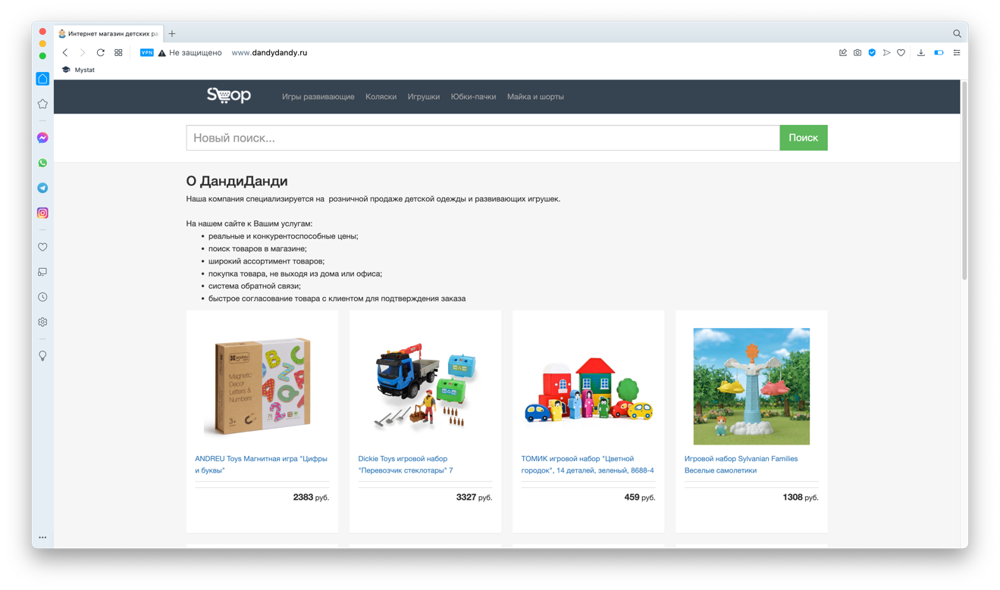 Интернет магазин детских ра
VPN Не защищено www.dandydandy.ru
Mystat
Shop Игры развивающие Коляски Игрушки Юбки-пачки Майка и шорты
Новый поиск... Поиск
О ДандиДанди
Наша компания специализируется на розничной продаже детской одежды и развивающих игрушек.
На нашем сайте к Вашим услугам:
• реальные и конкурентоспособные цены;
• поиск товаров в магазине;
• широкий ассортимент товаров;
• покупка товара, не выходя из дома или офиса;
• система обратной связи;
• быстрое согласование товара с клиентом для подтверждения заказа
andreu
Magnetic
Decor
Letters &
Numbers
3+
75
ANDREU Toys Магнитная игра "Цифры
и буквы"
2383 руб.
Dickie Toys игровой набор
"Перевозчик стеклотары" 7
3327 руб.
ТОМИК игровой набор "Цветной
городок", 14 деталей, зеленый, 8688-4
459 руб.
Игровой набор Sylvanian Families
Веселые самолетики
1308 руб.